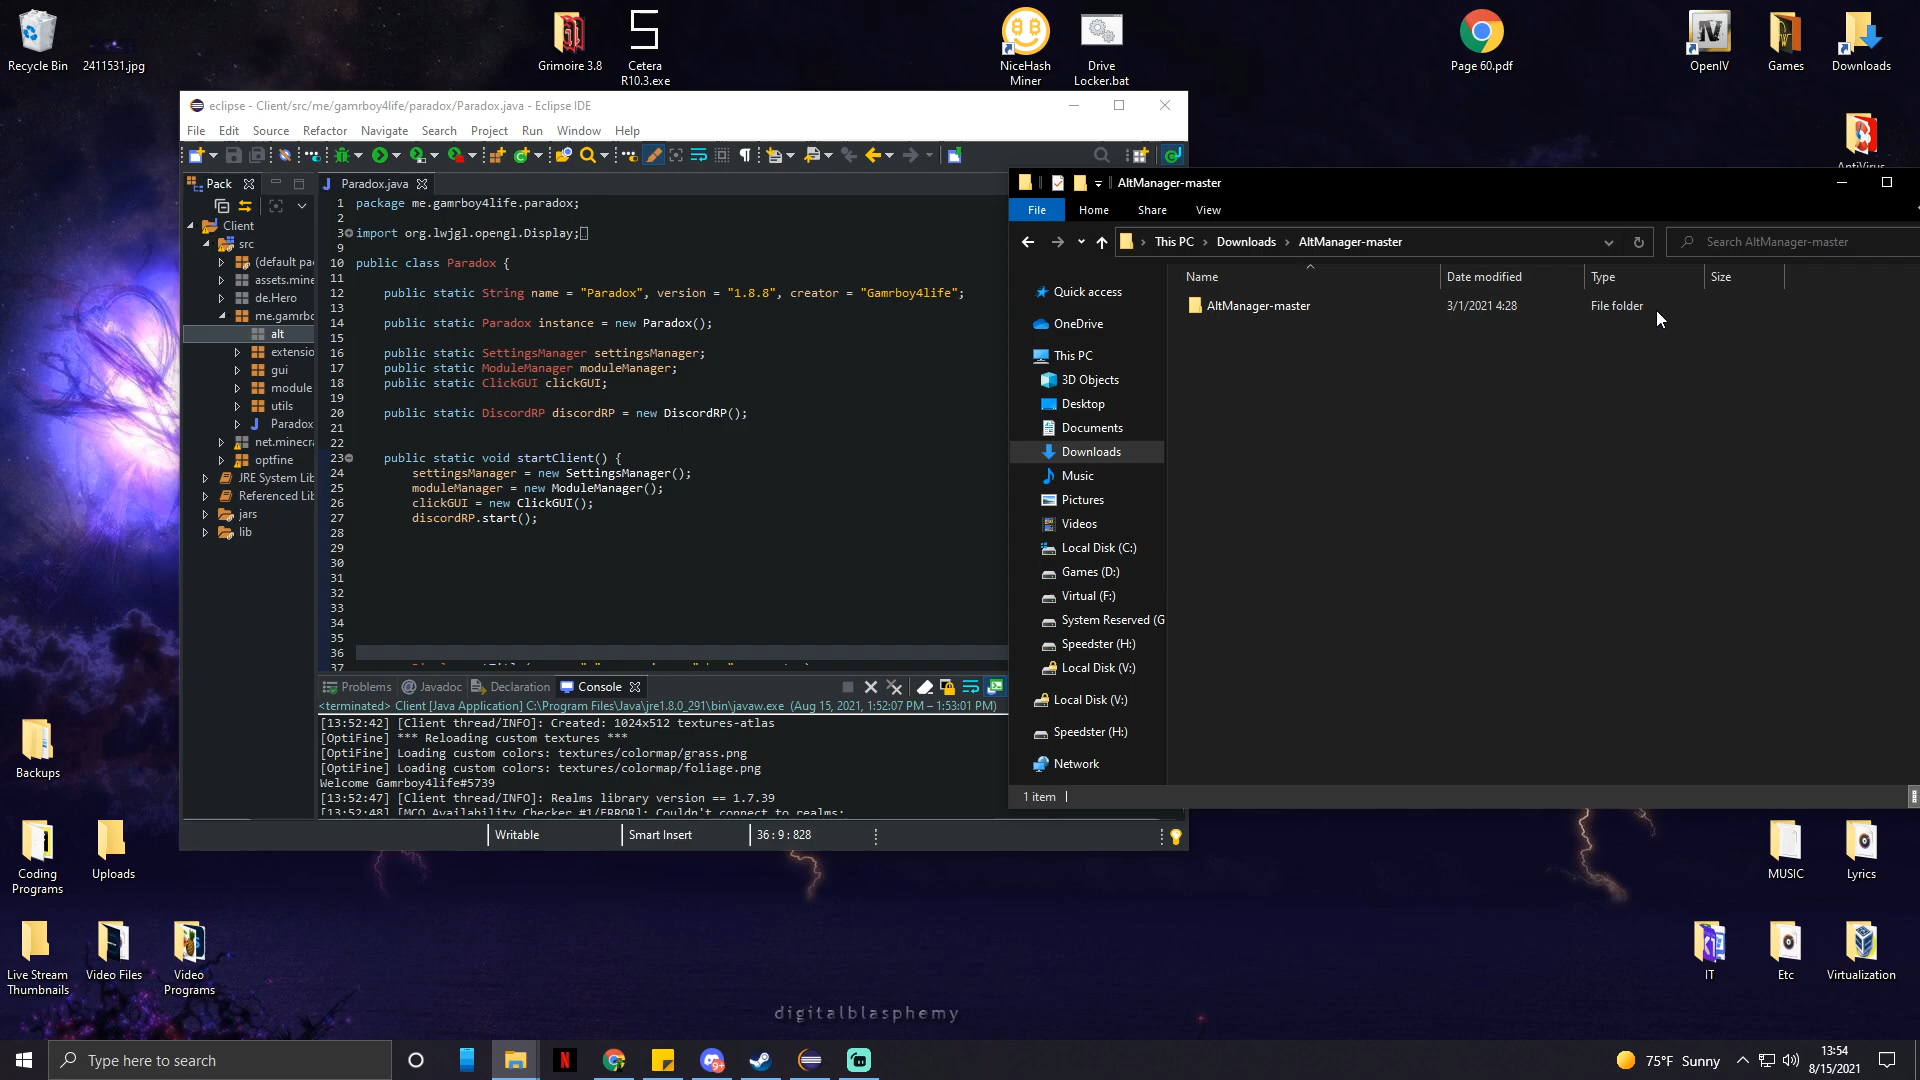 Recycle Bin
2411531.jpg
Grimoire 3.8
Cetera
R10.3.exe
NiceHash
Miner
Drive
Locker.bat
Page 60.pdf
OpenIV
Games
Downloads
eclipse - Client/src/me/gamrboy4life/paradox/Paradox.java - Eclipse IDE
File Edit Source Refactor Navigate Search Project Run Window Help
Pack
Client
src
(default pa
assets.mine
de.Hero
me.gamrbo
alt
extensio
gui
module
utils
Paradox
net.minecra
optfine
JRE System Lib
Referenced Lib
jars
lib
Paradox.java
1 package me.gamrboy4life.paradox;
2
3 import org.lwjgl.opengl.Display;
9
10 public class Paradox {
11
12 public static String name = "Paradox", version = "1.8.8", creator = "Gamrboy4life";
13
14 public static Paradox instance = new Paradox();
15
16 public static SettingsManager settingsManager;
17 public static ModuleManager moduleManager;
18 public static ClickGUI clickGUI;
19
20 public static DiscordRP discordRP = new DiscordRP();
21
22
23 public static void startClient() {
24 settingsManager = new SettingsManager();
25 moduleManager = new ModuleManager();
26 clickGUI = new ClickGUI();
27 discordRP.start();
28
29
30
31
32
33
34
35
36
37
Problems @ Javadoc Declaration Console
<terminated> Client [Java Application] C:\Program Files\Java\jre1.8.0_291\bin\javaw.exe (Aug 15, 2021, 1:52:07 PM – 1:53:01 PM)
[13:52:42] [Client thread/INFO]: Created: 1024x512 textures-atlas
[OptiFine] *** Reloading custom textures ***
[OptiFine] Loading custom colors: textures/colormap/grass.png
[OptiFine] Loading custom colors: textures/colormap/foliage.png
Welcome Gamrboy4life#5739
[13:52:47] [Client thread/INFO]: Realms library version == 1.7.39
[13:52:48] [MCO Availability Checker #1/ERROR]: Couldn't connect to realms:
Writable Smart Insert 36:9:828
AltManager-master
File Home Share View
This PC Downloads AltManager-master
Search AltManager-master
Name Date modified Type Size
AltManager-master 3/1/2021 4:28 File folder
Quick access
OneDrive
This PC
3D Objects
Desktop
Documents
Downloads
Music
Pictures
Videos
Local Disk (C:)
Games (D:)
Virtual (F:)
System Reserved (G
Speedster (H:)
Local Disk (V:)
Local Disk (V:)
Speedster (H:)
Network
1 item
AntiVirus
Backups
Coding
Programs
Uploads
Live Stream
Thumbnails
Video Files
Video
Programs
MUSIC
Lyrics
IT
Etc
Virtualization
digitalblasphemy
Type here to search
9+
75°F Sunny
13:54
8/15/2021